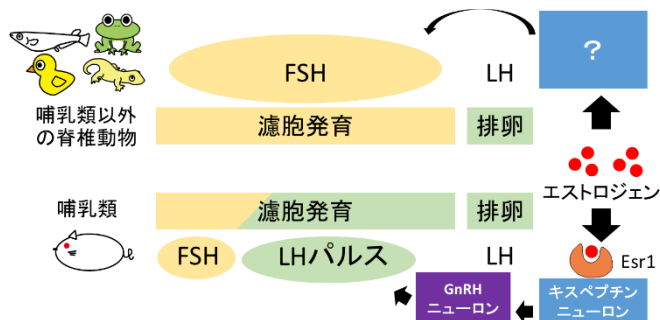 FSH
LH
?
哺乳類以外
の脊椎動物
濾胞発育
排卵
エストロジェン
哺乳類
濾胞発育
排卵
FSH
LHパルス
LH
Esr1
GnRH
ニューロン
キスペプチン
ニューロン